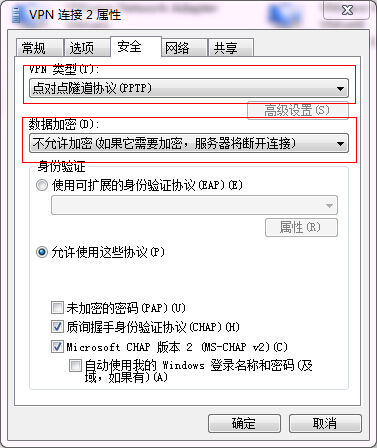 VPN 连接 2 属性
常规
选项
安全
网络
共享
VPN 类型(T):
点对点隧道协议(PPTP)
高级设置(S)
数据加密(D):
不允许加密(如果它需要加密，服务器将断开连接)
身份验证
使用可扩展的身份验证协议(EAP)(E)
属性(R)
允许使用这些协议(P)
未加密的密码(PAP)(U)
质询握手身份验证协议(CHAP)(H)
Microsoft CHAP 版本 2 (MS-CHAP v2)(C)
自动使用我的 Windows 登录名称和密码(及
域，如果有)(A)
确定
取消